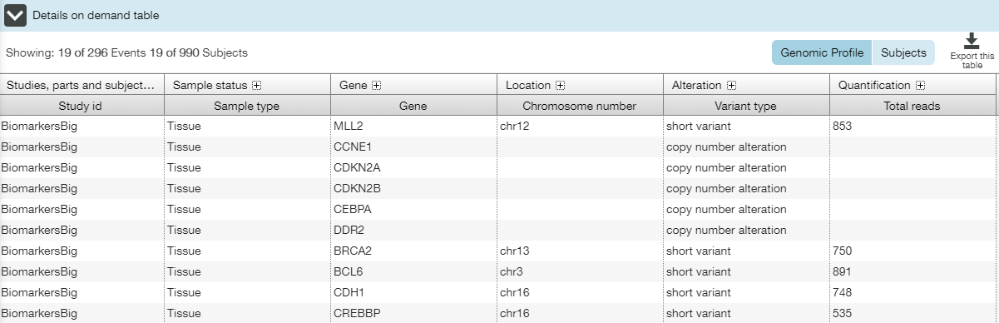 Details on demand table
Showing: 19 of 296 Events 19 of 990 Subjects
Genomic Profile Subjects
Export this table
Studies, parts and subject... Sample status Gene Location Alteration Quantification
Study id Sample type Gene Chromosome number Variant type Total reads
BiomarkersBig Tissue MLL2 chr12 short variant 853
BiomarkersBig Tissue CCNE1 copy number alteration
BiomarkersBig Tissue CDKN2A copy number alteration
BiomarkersBig Tissue CDKN2B copy number alteration
BiomarkersBig Tissue CEBPA copy number alteration
BiomarkersBig Tissue DDR2 copy number alteration
BiomarkersBig Tissue BRCA2 chr13 short variant 750
BiomarkersBig Tissue BCL6 chr3 short variant 891
BiomarkersBig Tissue CDH1 chr16 short variant 748
BiomarkersBig Tissue CREBBP chr16 short variant 535